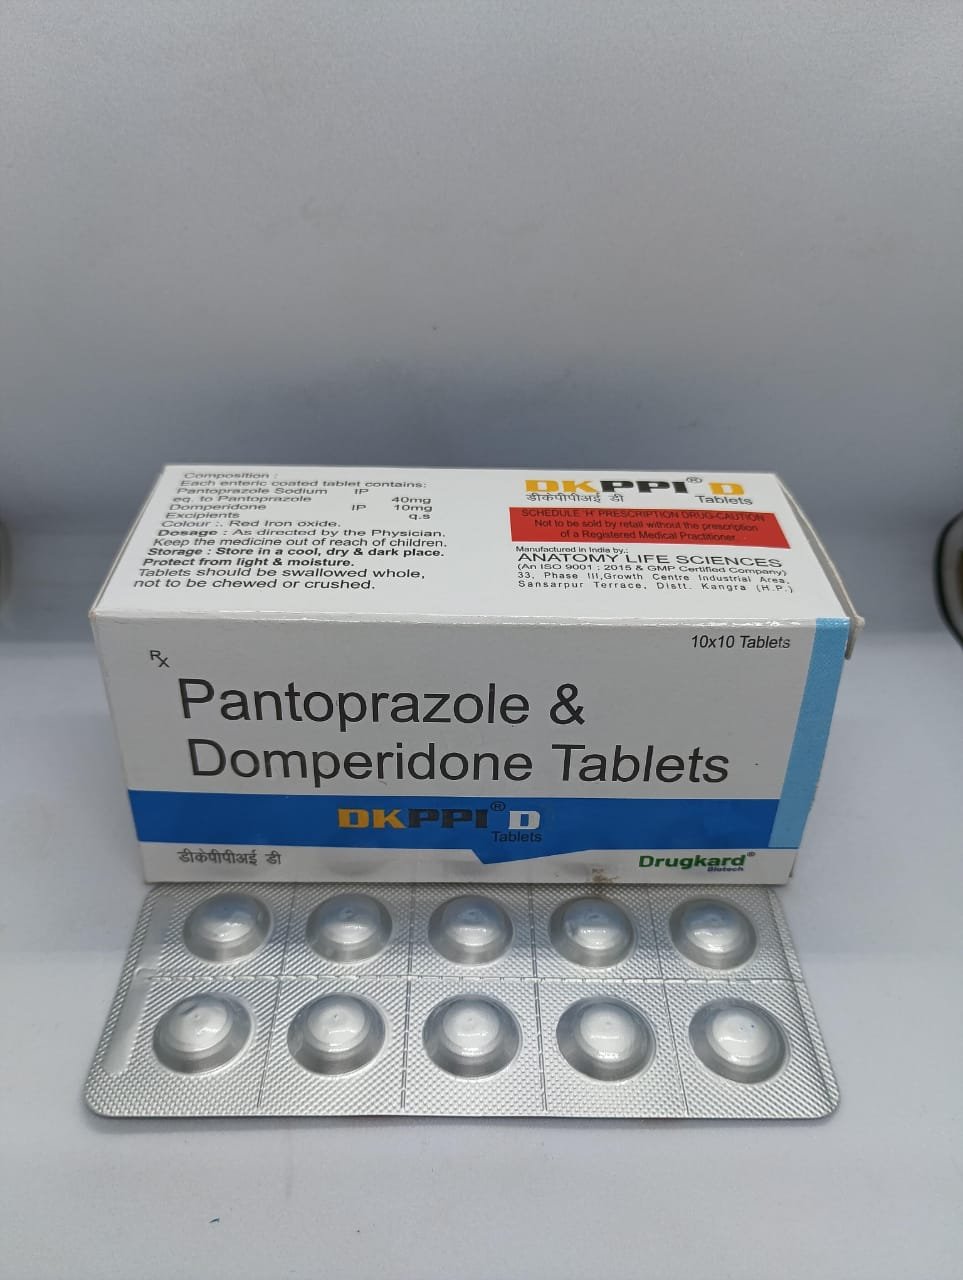 Composition :
Each enteric coated tablet contains:
Pantoprazole Sodium IP
eq. to Pantoprazole 40mg
Domperidone IP 10mg
Excipients q.s
Colour :. Red Iron oxide.
Dosage : As directed by the Physician.
Keep the medicine out of reach of children.
Storage : Store in a cool, dry & dark place.
Protect from light & moisture.
Tablets should be swallowed whole,
not to be chewed or crushed.
DKPPI® D
डीकेपीपीआई डी Tablets
SCHEDULE 'H' PRESCRIPTION DRUG-CAUTION
Not to be sold by retail without the prescription
of a Registered Medical Practitioner.
Manufactured in India by.:
ANATOMY LIFE SCIENCES
(An ISO 9001 : 2015 & GMP Certified Company)
33, Phase III,Growth Centre Industrial Area,
Sansarpur Terrace, Distt. Kangra (H.P.)
10x10 Tablets
Rx
Pantoprazole &
Domperidone Tablets
DKPPI® D
Tablets
डीकेपीपीआई डी
Drugkard®
Biotech